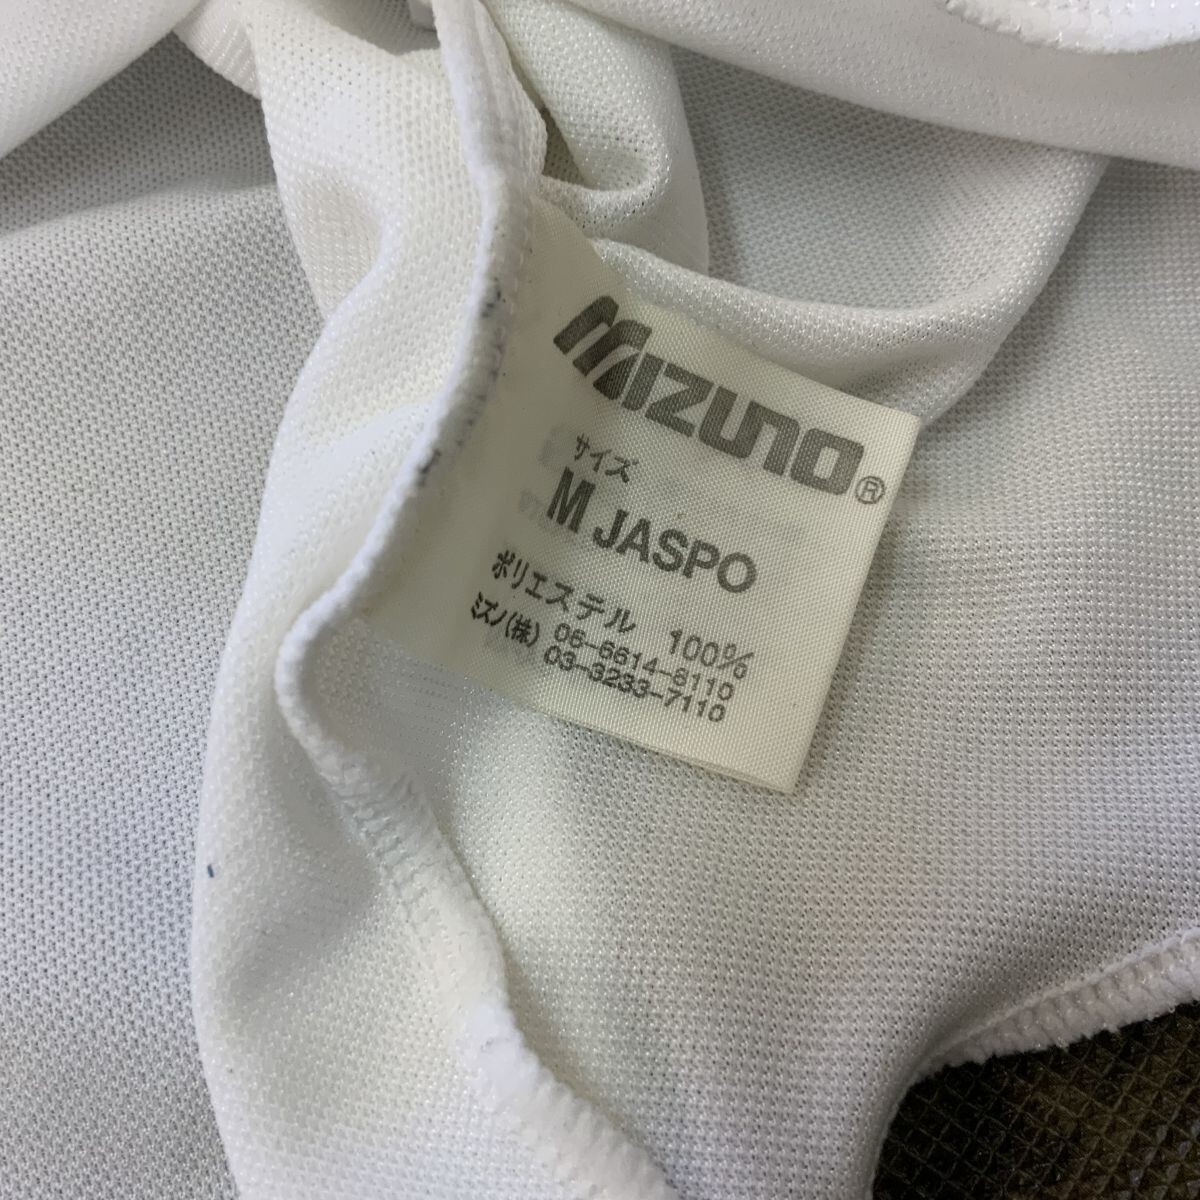 MIZUNO®
サイズ
M JASPO
ポリエステル 100%
ミズノ(株) 06-6614-8110
03-3233-7110